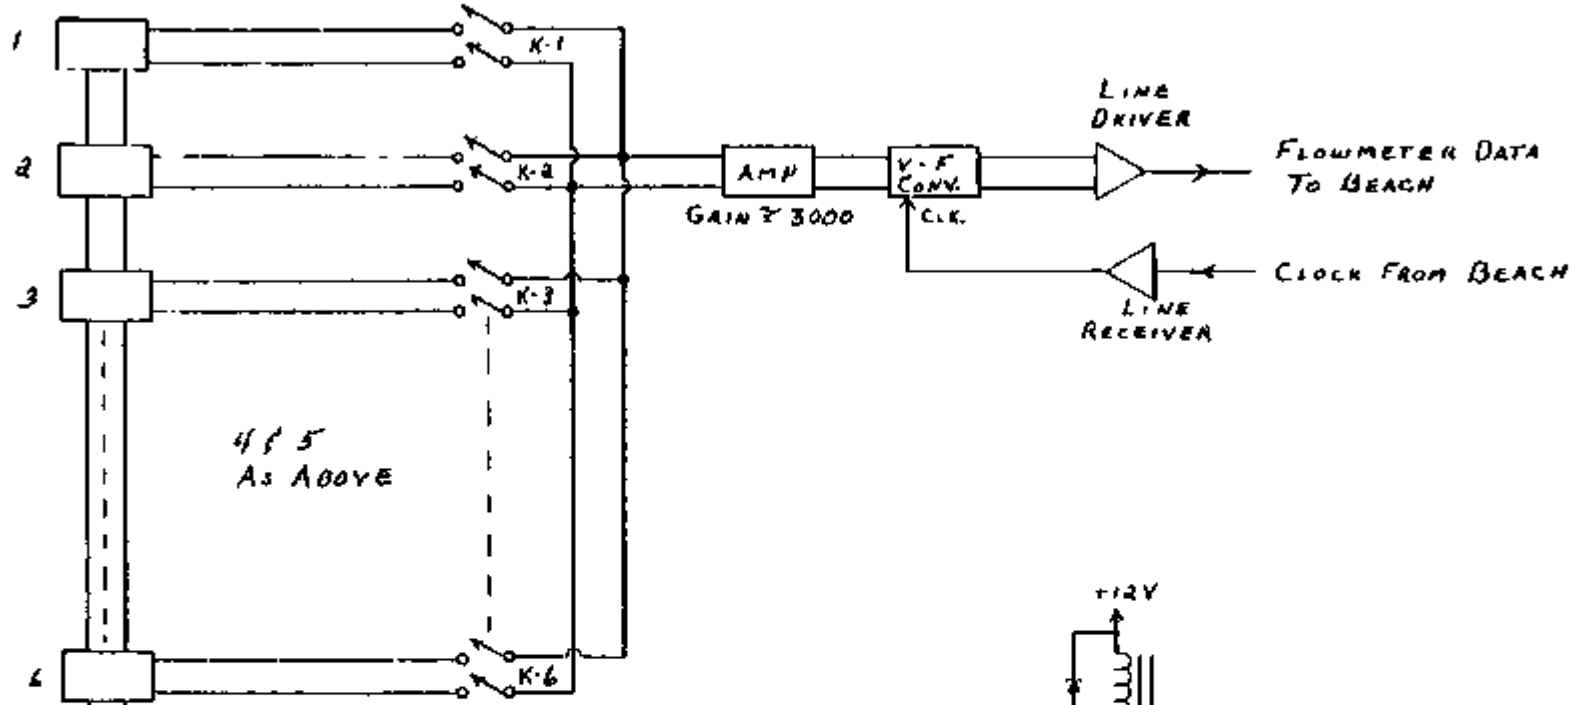 1
K-1
2
K-2
3
K-3
4 & 5
AS ABOVE
6
K-6
AMP
GAIN ≈ 3000
V-F
CONV.
CLK.
LINE
DRIVER
FLOWMETER DATA
TO BEACH
CLOCK FROM BEACH
LINE
RECEIVER
+12V